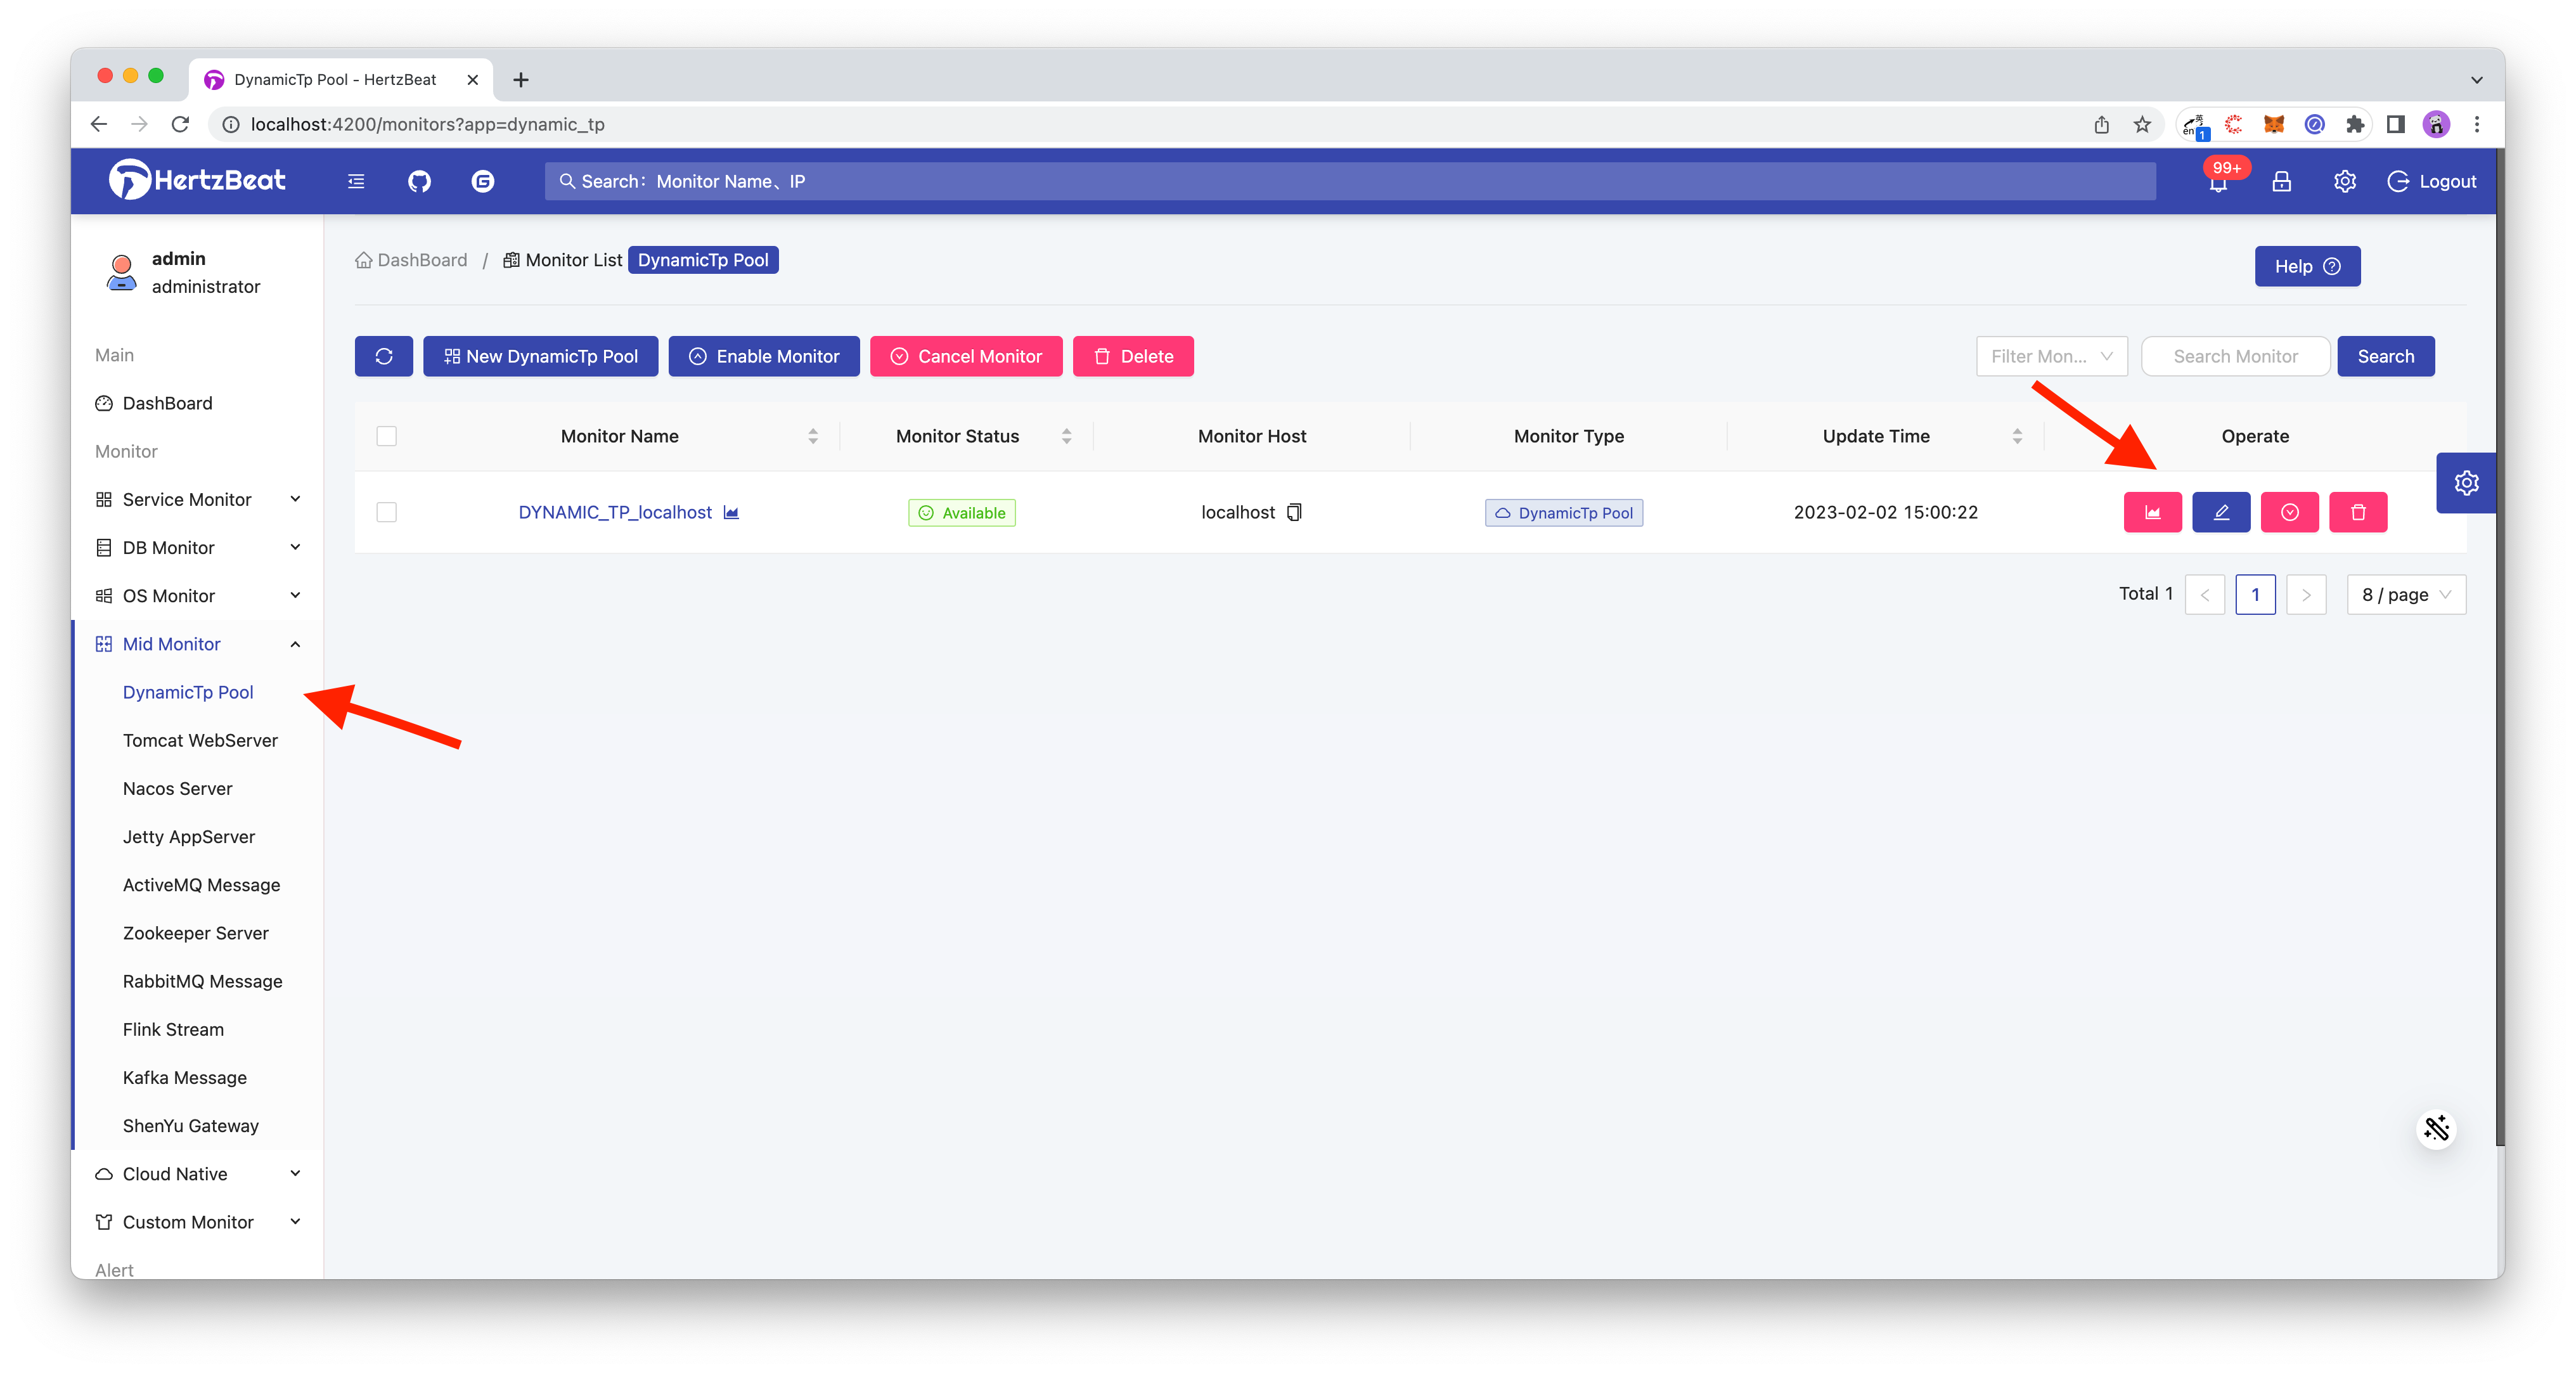 DynamicTp Pool - HertzBeat
localhost:4200/monitors?app=dynamic_tp
英
en
1
HertzBeat
Search：Monitor Name、IP
99+
Logout
admin
administrator
DashBoard / Monitor List DynamicTp Pool
Help
Main
DashBoard
Monitor
Service Monitor
DB Monitor
OS Monitor
Mid Monitor
DynamicTp Pool
Tomcat WebServer
Nacos Server
Jetty AppServer
ActiveMQ Message
Zookeeper Server
RabbitMQ Message
Flink Stream
Kafka Message
ShenYu Gateway
Cloud Native
Custom Monitor
Alert
New DynamicTp Pool Enable Monitor Cancel Monitor Delete
Filter Mon... Search Monitor Search
Monitor Name Monitor Status Monitor Host Monitor Type Update Time Operate
DYNAMIC_TP_localhost Available localhost DynamicTp Pool 2023-02-02 15:00:22
Total 1 < 1 > 8 / page